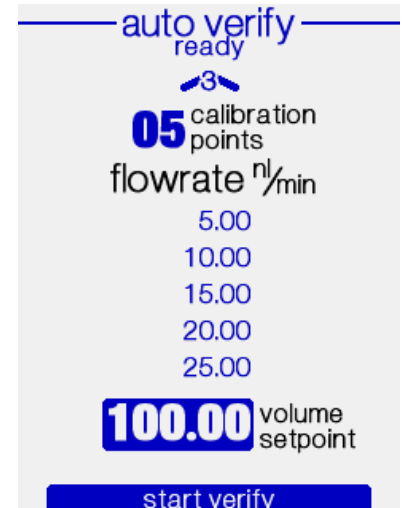 auto verify
ready
3
05 calibration
points
flowrate nl/min
5.00
10.00
15.00
20.00
25.00
100.00 volume
setpoint
start verify